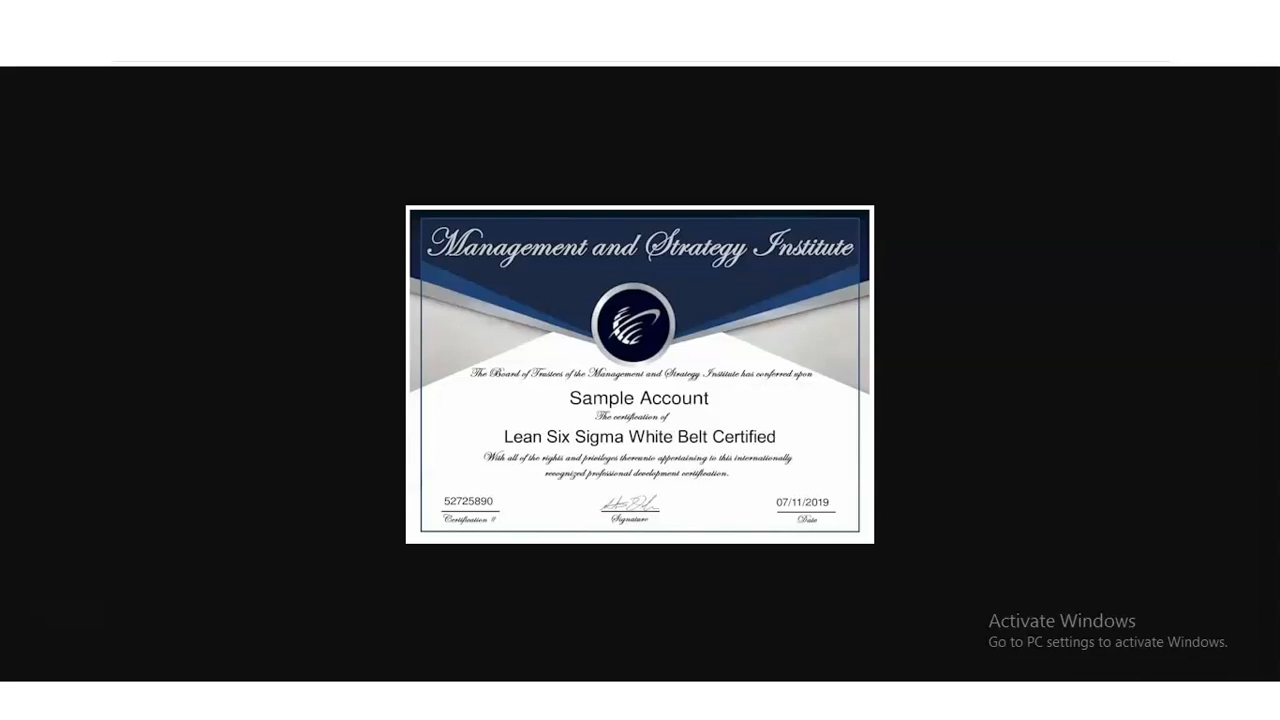 Management and Strategy Institute
The Board of Trustees of the Management and Strategy Institute has conferred upon
Sample Account
The certification of
Lean Six Sigma White Belt Certified
With all of the rights and privileges thereunto appertaining to this internationally
recognized professional development certification.
52725890
07/11/2019
Certification #
Signature
Date
Activate Windows
Go to PC settings to activate Windows.